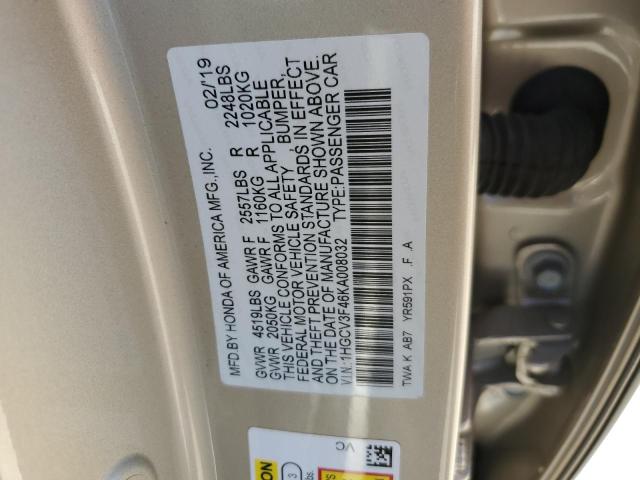 MFD.BY HONDA OF AMERICA MFG.,INC. 02/19
GVWR 4519LBS GAWR F 2557LBS R 2248LBS
GVWR 2050KG GAWR F 1160KG R 1020KG
THIS VEHICLE CONFORMS TO ALL APPLICABLE
FEDERAL MOTOR VEHICLE SAFETY, BUMPER,
AND THEFT PREVENTION STANDARDS IN EFFECT
ON THE DATE OF MANUFACTURE SHOWN ABOVE.
V.I.N.:1HGCV3F46KA008032 TYPE:PASSENGER CAR
TWA K AB7 YR591PX .F .A
VC
3